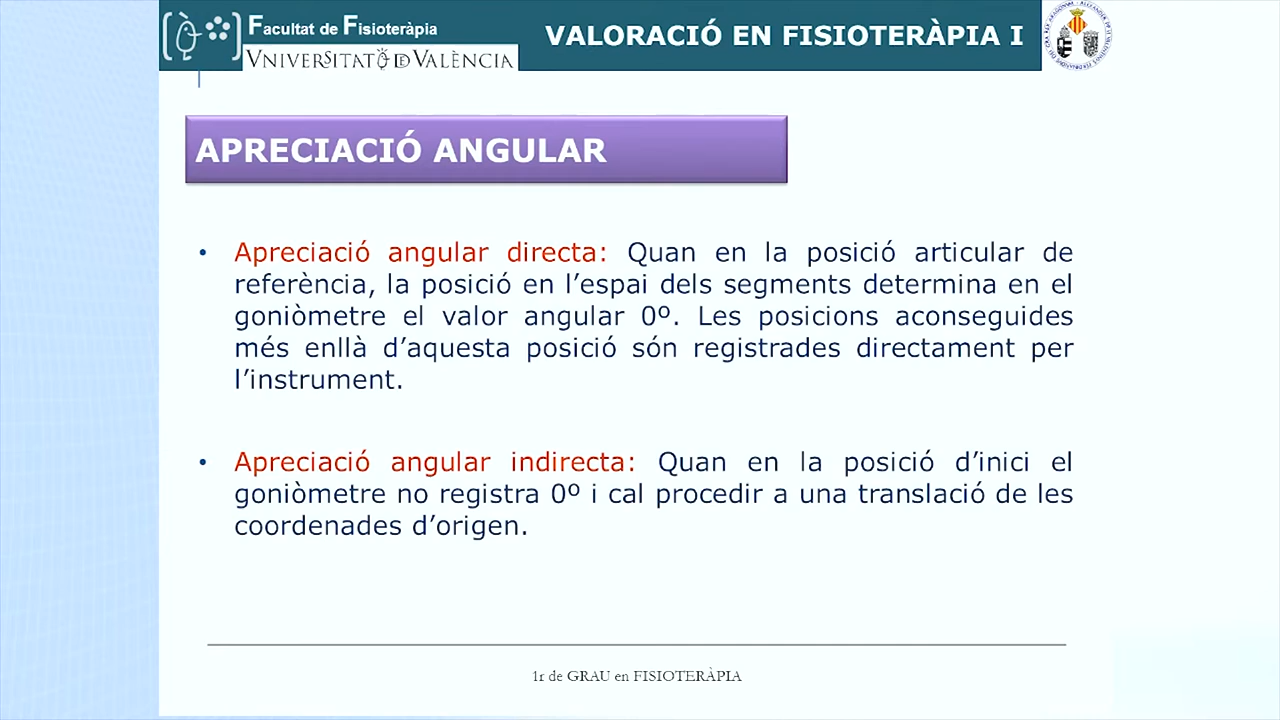 Facultat de Fisioteràpia
VNIVERSITAT DE VALÈNCIA
VALORACIÓ EN FISIOTERÀPIA I
APRECIACIÓ ANGULAR
• Apreciació angular directa: Quan en la posició articular de
referència, la posició en l’espai dels segments determina en el
goniòmetre el valor angular 0º. Les posicions aconseguides
més enllà d’aquesta posició són registrades directament per
l’instrument.
• Apreciació angular indirecta: Quan en la posició d’inici el
goniòmetre no registra 0º i cal procedir a una translació de les
coordenades d’origen.
1r de GRAU en FISIOTERÀPIA